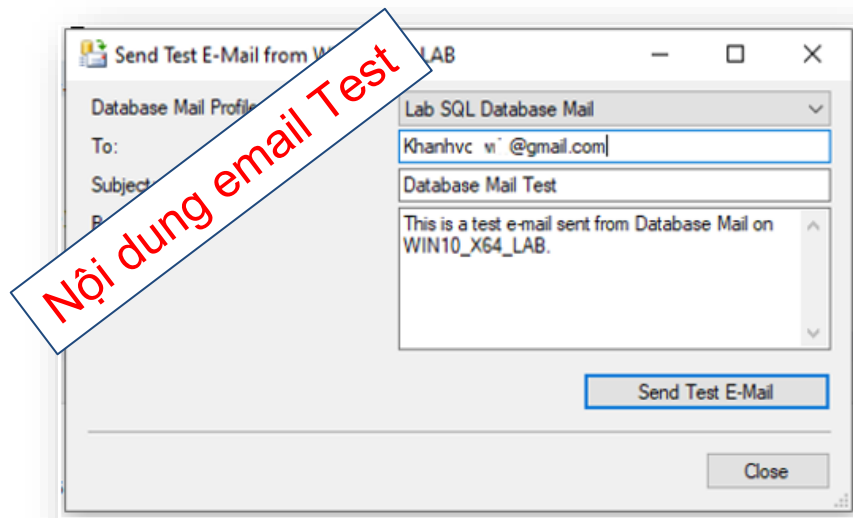 Send Test E-Mail from LAB
Database Mail Profile
Lab SQL Database Mail
To:
Khanhvc @gmail.com
Subject
Database Mail Test
This is a test e-mail sent from Database Mail on
WIN10_X64_LAB.
Nội dung email Test
Send Test E-Mail
Close